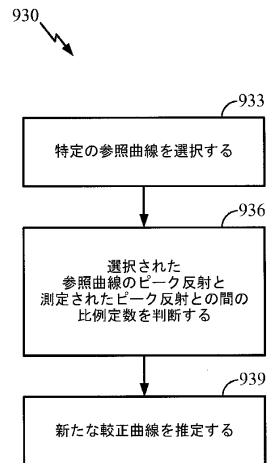 930
933
特定の参照曲線を選択する
936
選択された
参照曲線のピーク反射と
測定されたピーク反射との間の
比例定数を判断する
939
新たな較正曲線を推定する